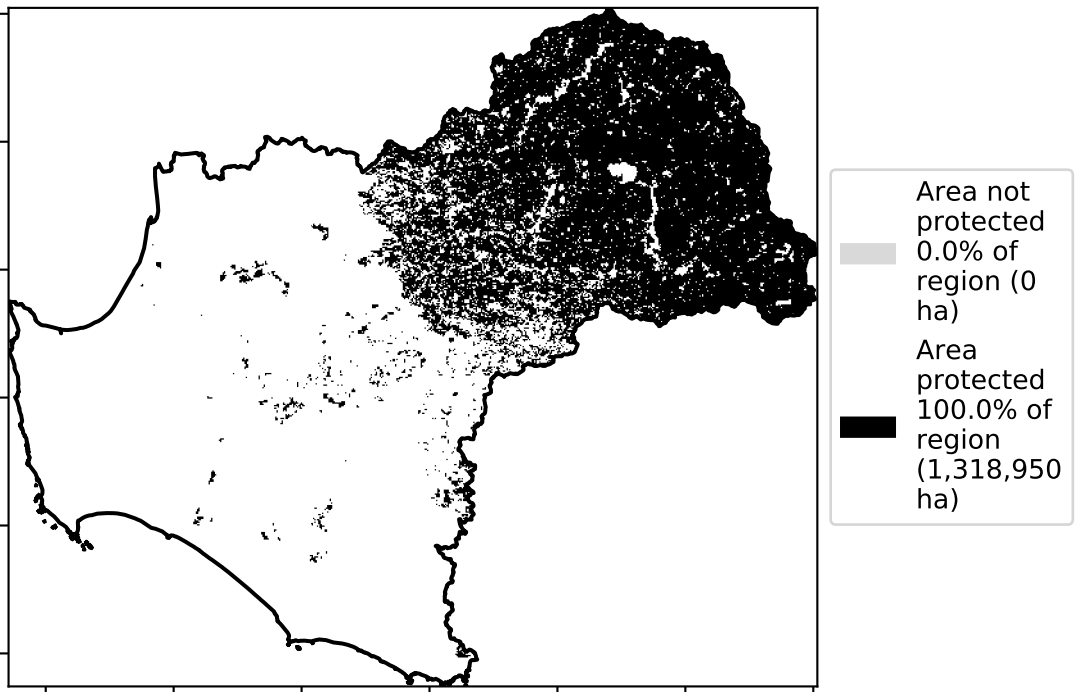 Area not
protected
0.0% of
region (0
ha)
Area
protected
100.0% of
region
(1,318,950
ha)